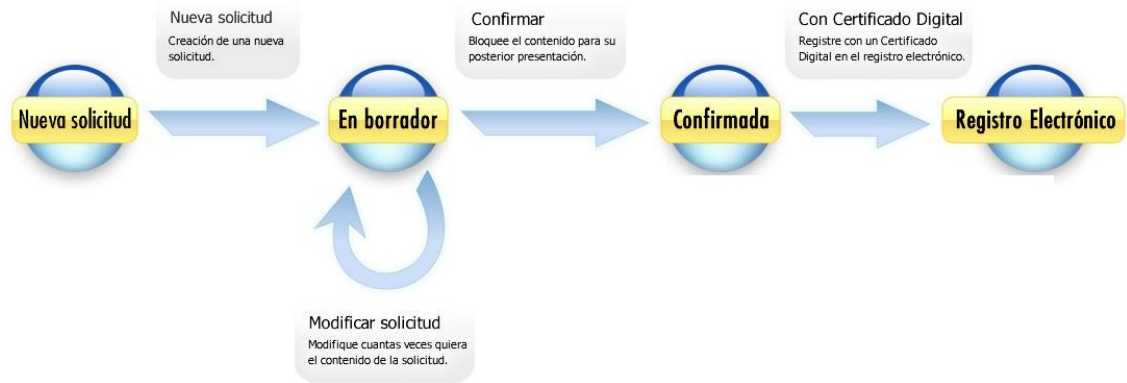 Nueva solicitud
Creación de una nueva
solicitud.
Confirmar
Bloquee el contenido para su
posterior presentación.
Con Certificado Digital
Registre con un Certificado
Digital en el registro electrónico.
Nueva solicitud
En borrador
Confirmada
Registro Electrónico
Modificar solicitud
Modifique cuantas veces quiera
el contenido de la solicitud.